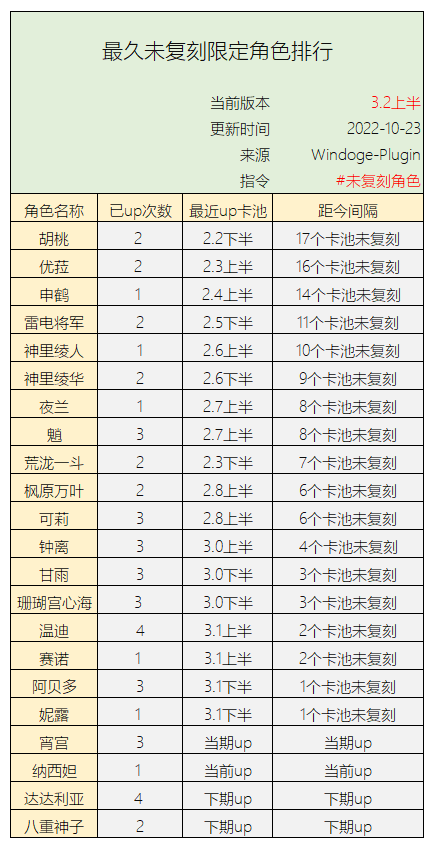 最久未复刻限定角色排行
当前版本 3.2上半
更新时间 2022-10-23
来源 Windoge-Plugin
指令 #未复刻角色
角色名称 已up次数 最近up卡池 距今间隔
胡桃 2 2.2下半 17个卡池未复刻
优菈 2 2.3上半 16个卡池未复刻
申鹤 1 2.4上半 14个卡池未复刻
雷电将军 2 2.5下半 11个卡池未复刻
神里绫人 1 2.6上半 10个卡池未复刻
神里绫华 2 2.6下半 9个卡池未复刻
夜兰 1 2.7上半 8个卡池未复刻
魈 3 2.7上半 8个卡池未复刻
荒泷一斗 2 2.3下半 7个卡池未复刻
枫原万叶 2 2.8上半 6个卡池未复刻
可莉 3 2.8上半 6个卡池未复刻
钟离 3 3.0上半 4个卡池未复刻
甘雨 3 3.0下半 3个卡池未复刻
珊瑚宫心海 3 3.0下半 3个卡池未复刻
温迪 4 3.1上半 2个卡池未复刻
赛诺 1 3.1上半 2个卡池未复刻
阿贝多 3 3.1下半 1个卡池未复刻
妮露 1 3.1下半 1个卡池未复刻
宵宫 3 当期up 当期up
纳西妲 1 当前up 当前up
达达利亚 4 下期up 下期up
八重神子 2 下期up 下期up